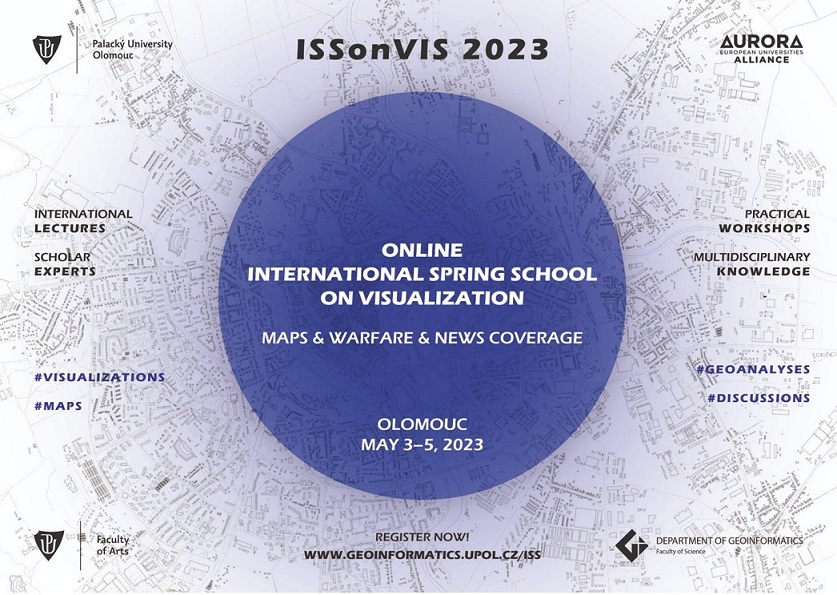 Palacký University
Olomouc
ISSonVIS 2023
AURORA
EUROPEAN UNIVERSITIES
ALLIANCE
INTERNATIONAL
LECTURES
SCHOLAR
EXPERTS
PRACTICAL
WORKSHOPS
MULTIDISCIPLINARY
KNOWLEDGE
ONLINE
INTERNATIONAL SPRING SCHOOL
ON VISUALIZATION
MAPS & WARFARE & NEWS COVERAGE
#VISUALIZATIONS
#MAPS
#GEOANALYSES
#DISCUSSIONS
OLOMOUC
MAY 3–5, 2023
Faculty
of Arts
REGISTER NOW!
WWW.GEOINFORMATICS.UPOL.CZ/ISS
DEPARTMENT OF GEOINFORMATICS
Faculty of Science